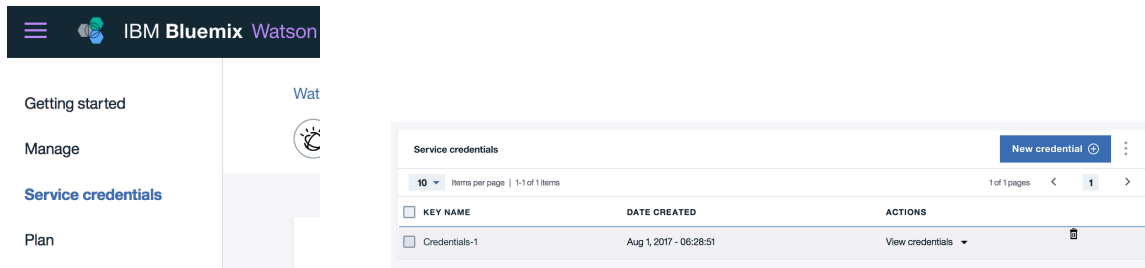 IBM Bluemix Watson
Getting started
Manage
Service credentials
Plan
Wat
Service credentials
New credential
10 Items per page | 1-1 of 1 items
1 of 1 pages 1
KEY NAME DATE CREATED ACTIONS
Credentials-1 Aug 1, 2017 - 06:28:51 View credentials